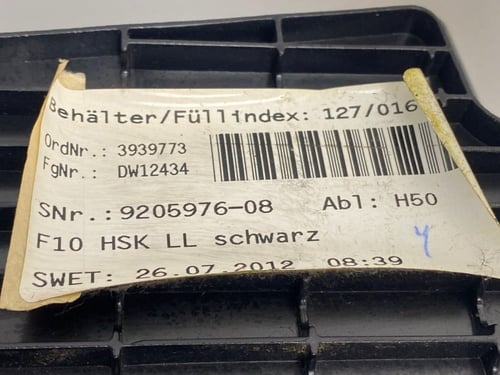 Behälter/Füllindex: 127/016
OrdNr.: 3939773
FgNr.: DW12434
SNr.: 9205976-08 Abl: H50
F10 HSK LL schwarz 4
SWET: 26.07.2012 08:39